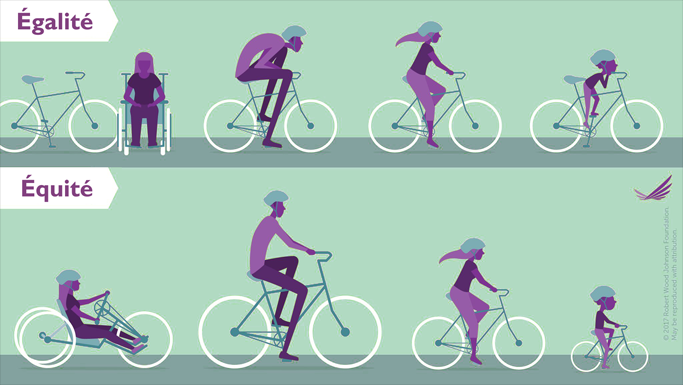 Égalité
Équité
© 2017 Robert Wood Johnson Foundation.
May be reproduced with attribution.